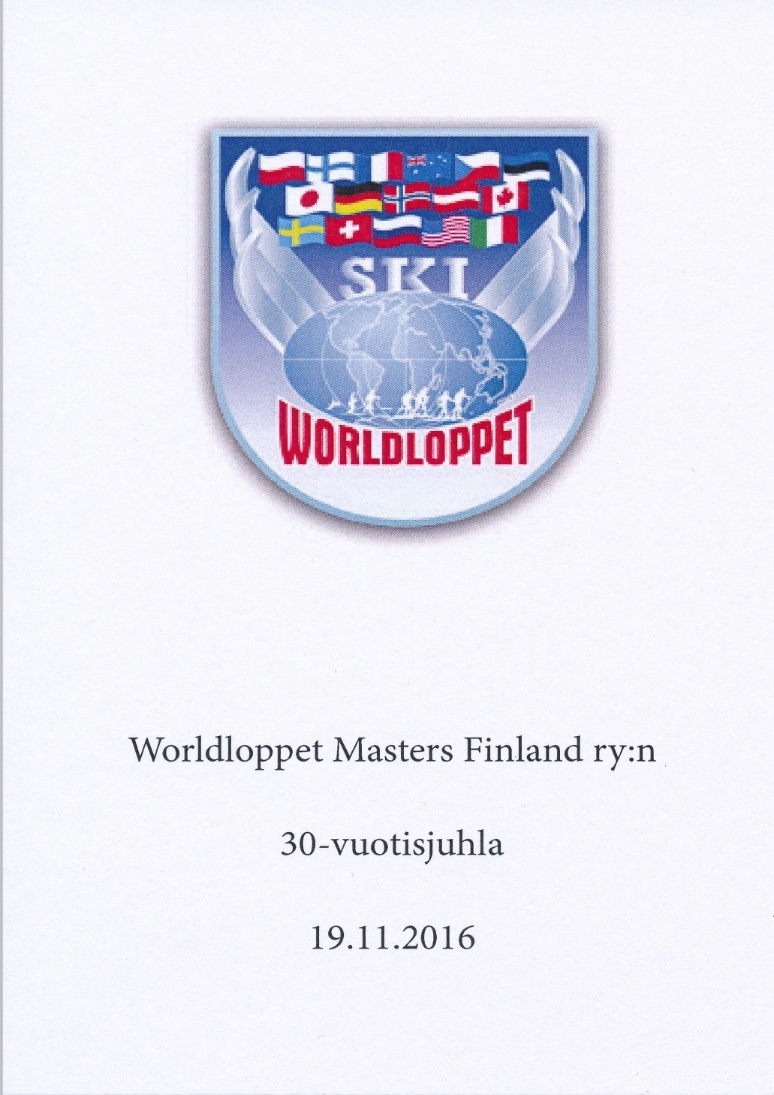 SKI
WORLDLOPPET
Worldloppet Masters Finland ry:n
30-vuotisjuhla
19.11.2016